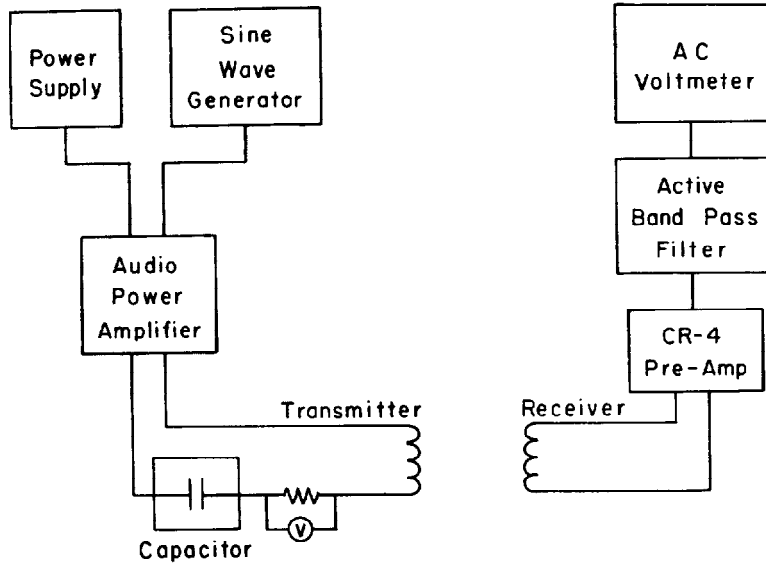 Power
Supply
Sine
Wave
Generator
AC
Voltmeter
Active
Band Pass
Filter
Audio
Power
Amplifier
CR-4
Pre-Amp
Transmitter
Receiver
V
Capacitor